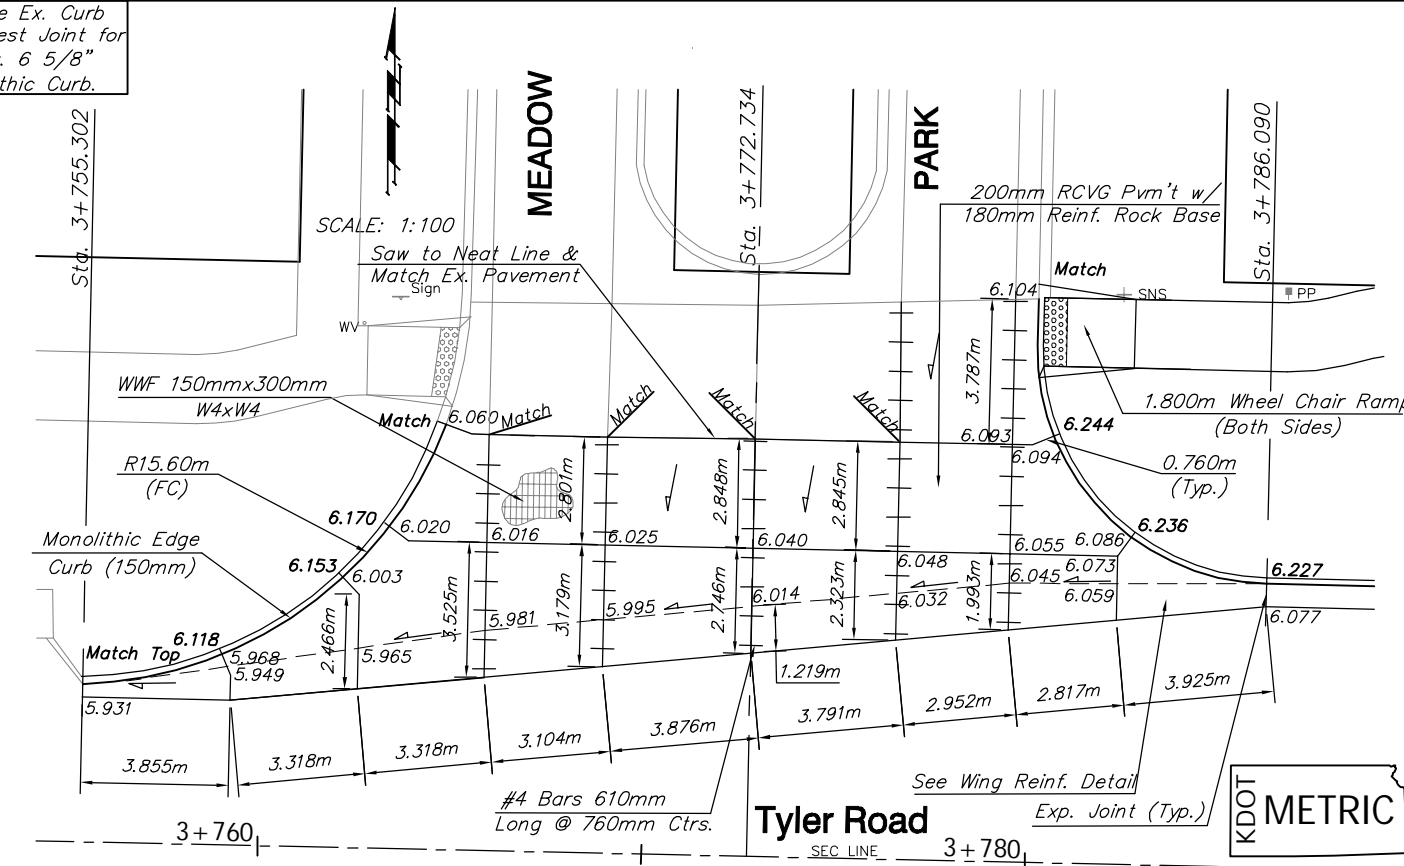 e Ex. Curb
est Joint for
. 6 5/8"
thic Curb.
Sta. 3+755.302
MEADOW
Sta. 3+772.734
PARK
Sta. 3+786.090
200mm RCVG Pvm't w/
180mm Reinf. Rock Base
SCALE: 1:100
Saw to Neat Line &
Match Ex. Pavement
Sign
Match
6.104
SNS
PP
WV
3.787m
WWF 150mmx300mm
W4xW4
Match
6.060
Match
Match
Match
Match
1.800m Wheel Chair Ramp
(Both Sides)
6.244
6.093
6.094
0.760m
(Typ.)
R15.60m
(FC)
2.801m
2.848m
2.845m
6.170
6.020
6.016
6.025
6.040
6.048
6.055
6.086
6.236
Monolithic Edge
Curb (150mm)
6.153
6.003
6.073
6.045
6.059
6.227
6.077
3.525m
3.179m
2.746m
2.323m
1.993m
6.014
6.032
5.995
5.981
2.466m
6.118
Match Top
5.968
5.949
5.965
5.931
1.219m
3.855m
3.318m
3.318m
3.104m
3.876m
3.791m
2.952m
2.817m
3.925m
#4 Bars 610mm
Long @ 760mm Ctrs.
See Wing Reinf. Detail
Exp. Joint (Typ.)
Tyler Road
SEC LINE
3+760
3+780
KDOT
METRIC